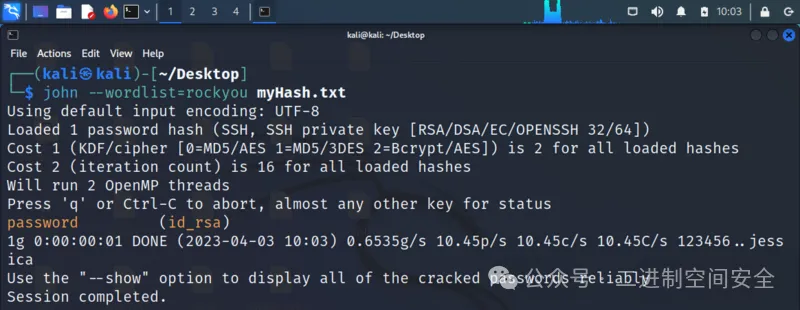 1 2 3 4 10:03
kali@kali: ~/Desktop
File Actions Edit View Help
(kali㉿kali)-[~/Desktop]
$ john --wordlist=rockyou myHash.txt
Using default input encoding: UTF-8
Loaded 1 password hash (SSH, SSH private key [RSA/DSA/EC/OPENSSH 32/64])
Cost 1 (KDF/cipher [0=MD5/AES 1=MD5/3DES 2=Bcrypt/AES]) is 2 for all loaded hashes
Cost 2 (iteration count) is 16 for all loaded hashes
Will run 2 OpenMP threads
Press 'q' or Ctrl-C to abort, almost any other key for status
password (id_rsa)
1g 0:00:00:01 DONE (2023-04-03 10:03) 0.6535g/s 10.45p/s 10.45c/s 10.45C/s 123456..jess
ica
Use the "--show" option to display all of the cracked passwords reliably
Session completed.
公众号 · 二进制空间安全